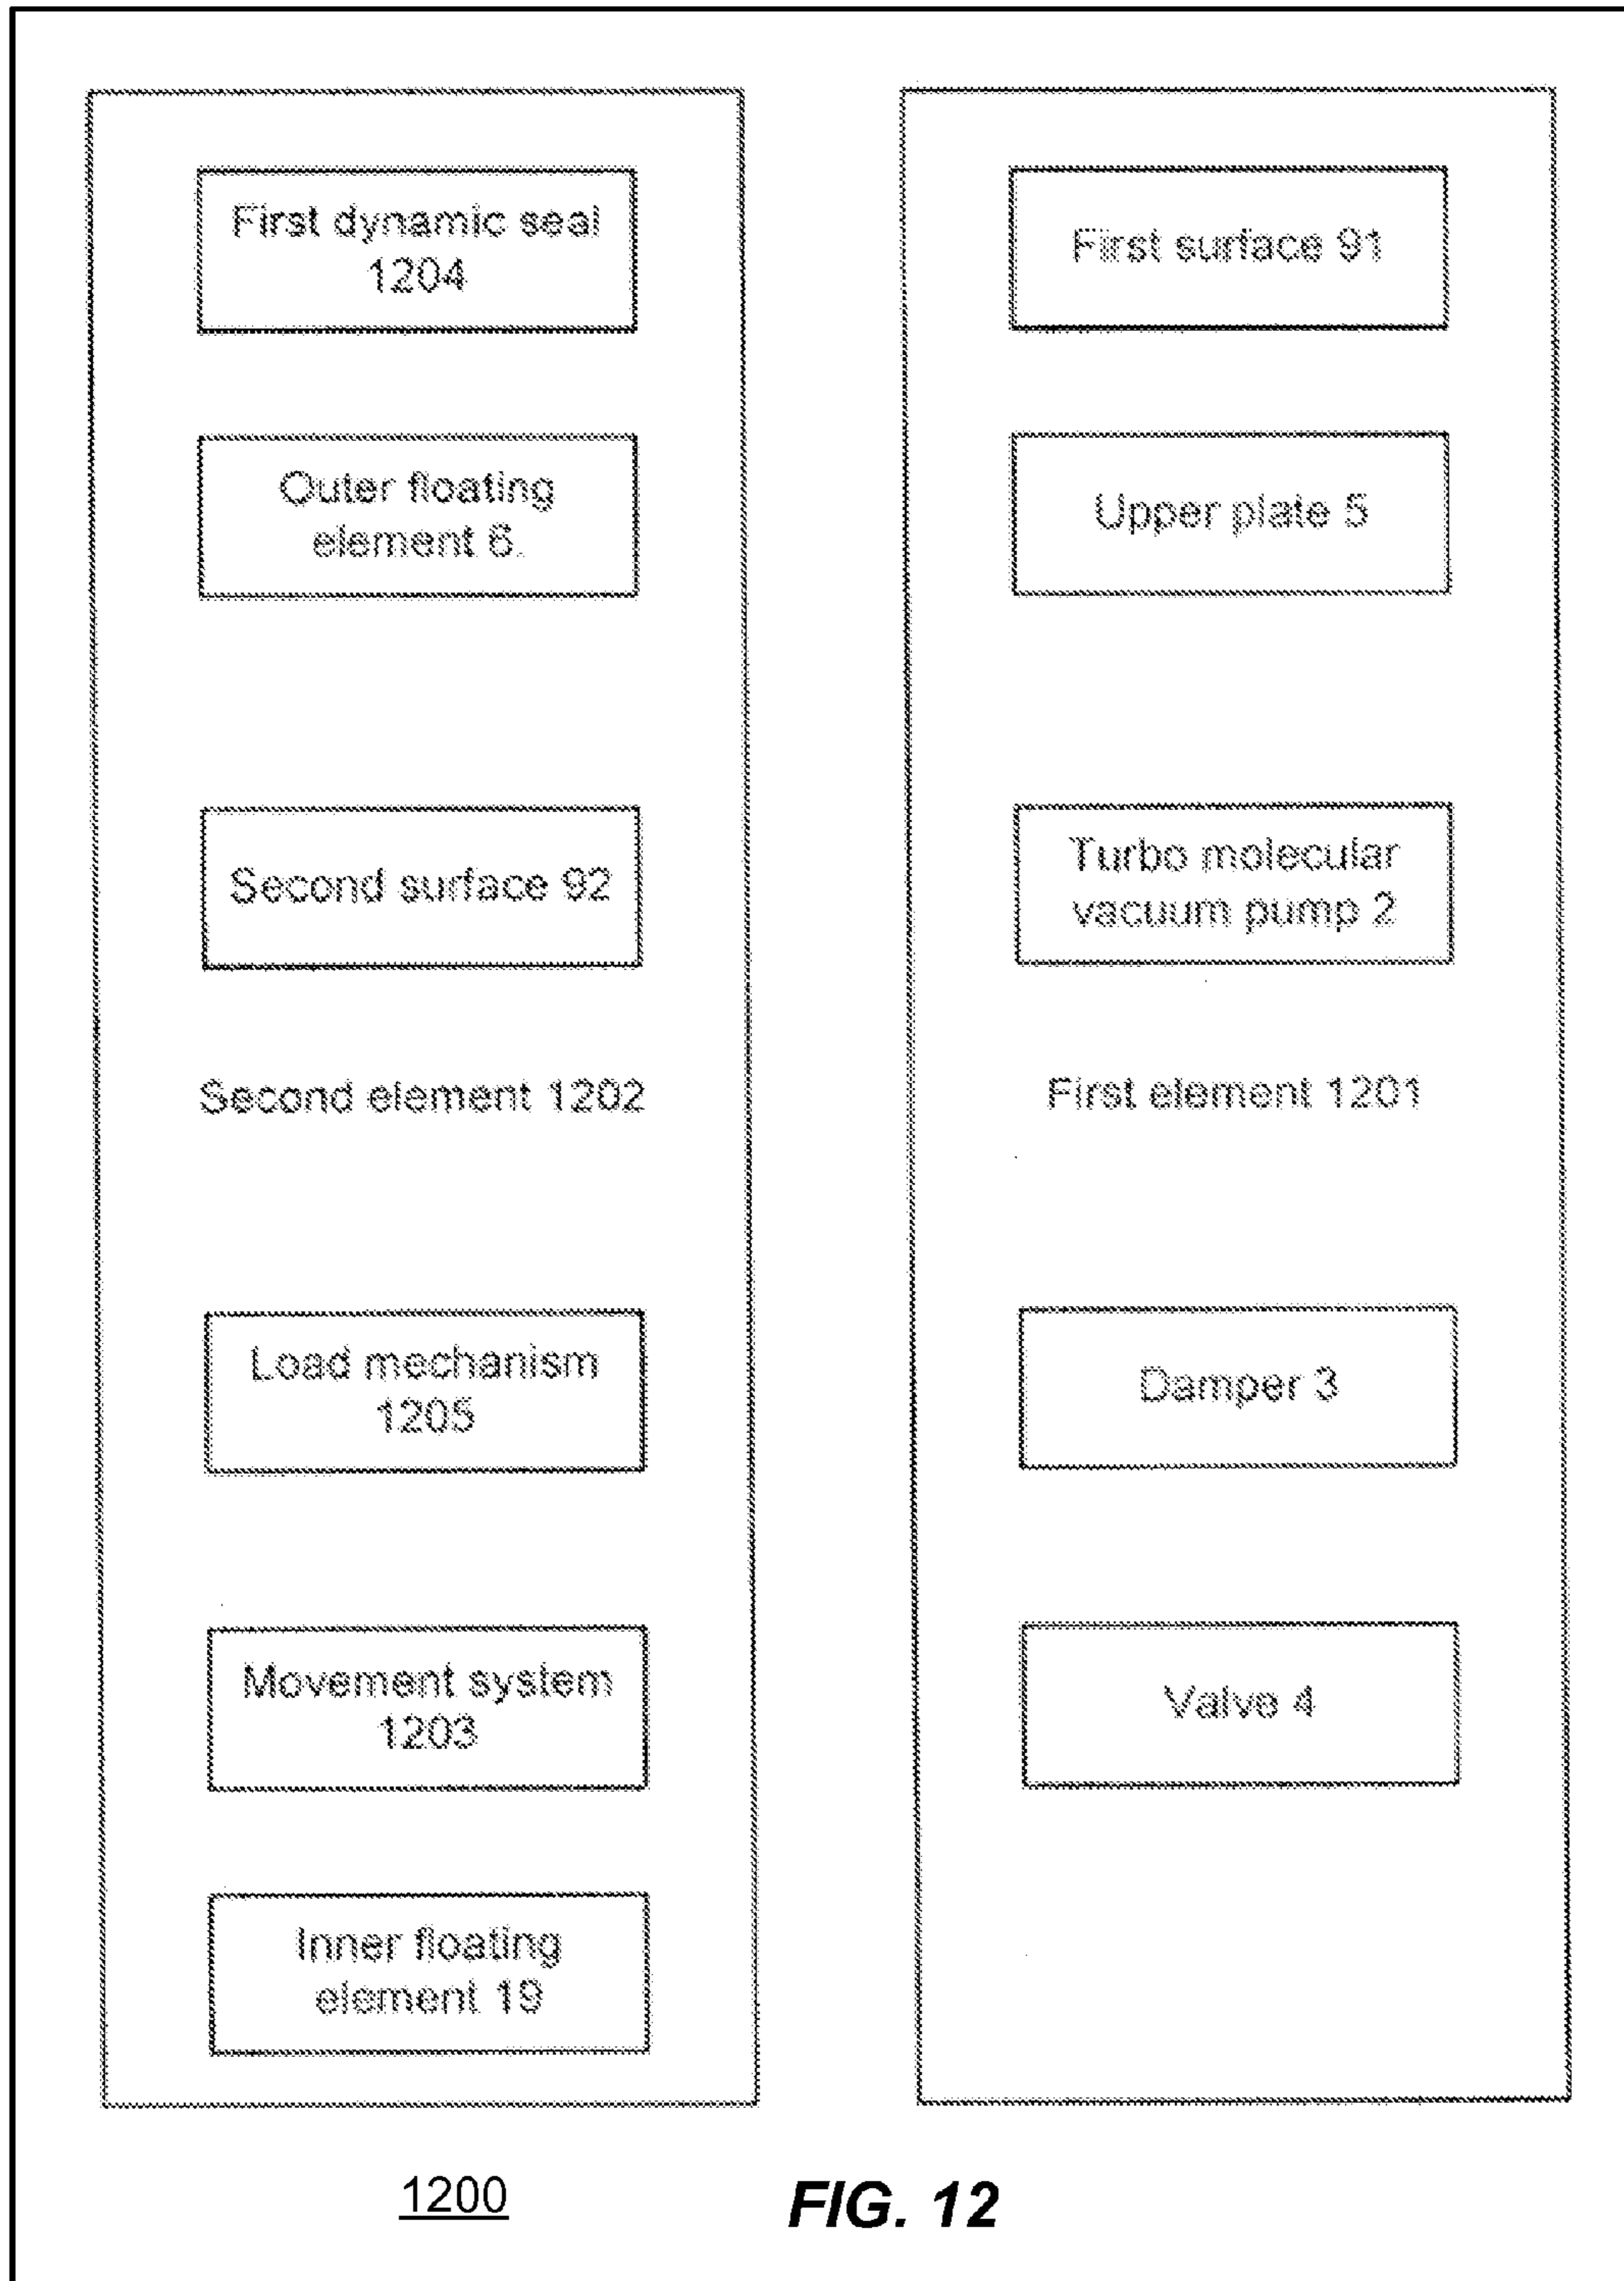 First dynamic seal
1204
Outer floating
element 6.
Second surface 92
Second element 1202
Load mechanism
1205
Movement system
1203
Inner floating
element 19
First surface 91
Upper plate 5
Turbo molecular
vacuum pump 2
First element 1201
Damper 3
Valve 4
1200
FIG. 12